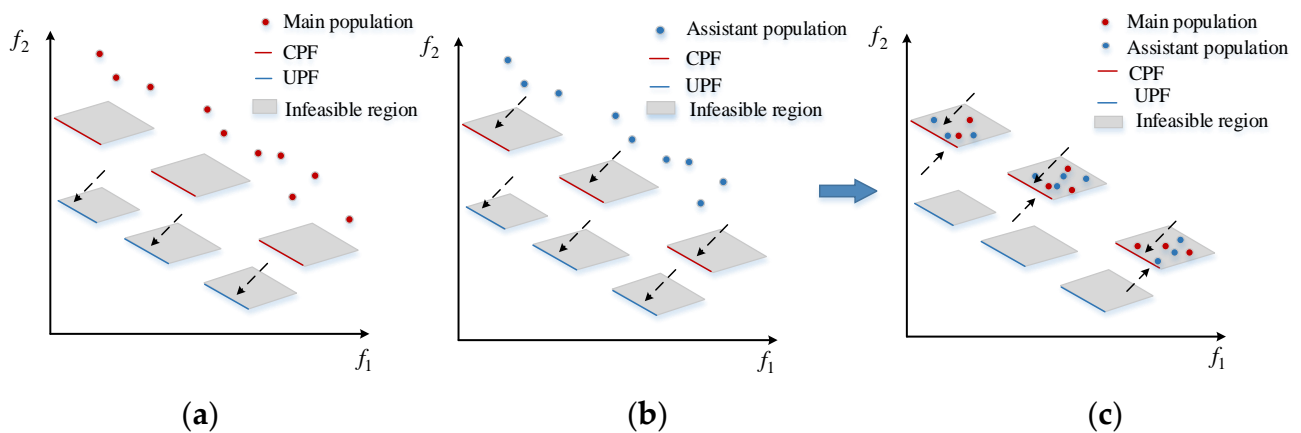 f2
Main population
CPF
UPF
Infeasible region
f1
(a)
f2
Assistant population
CPF
UPF
Infeasible region
f1
(b)
f2
Main population
Assistant population
CPF
UPF
Infeasible region
f1
(c)